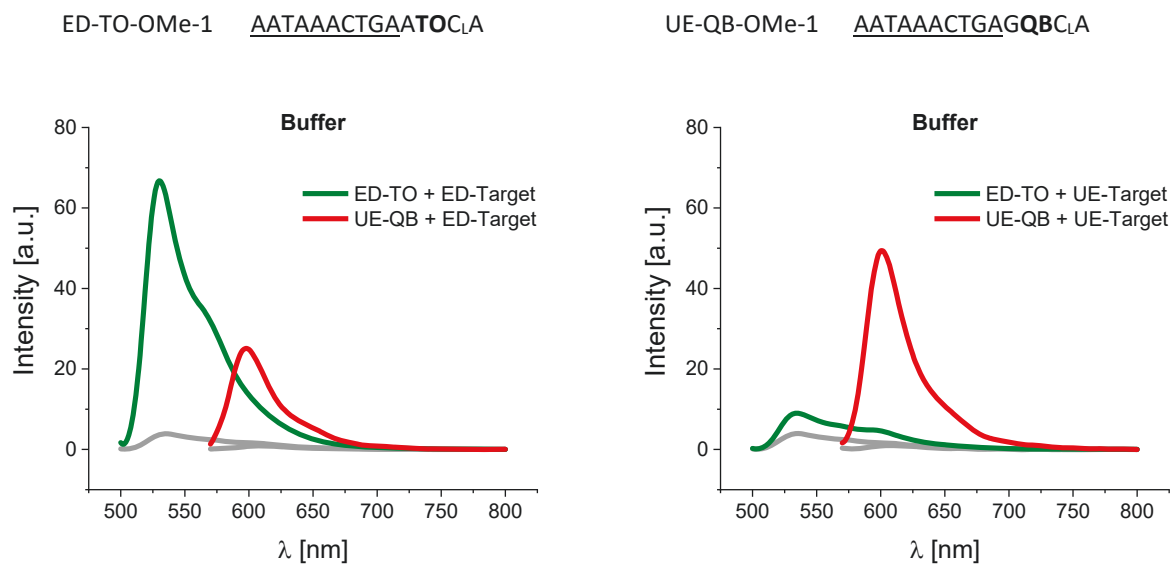 ED-TO-OMe-1 AATAAACTGAATOCLA
UE-QB-OMe-1 AATAAACTGAGQBCLA
Buffer
80
60
40
20
0
Intensity [a.u.]
ED-TO + ED-Target
UE-QB + ED-Target
500 550 600 650 700 750 800
λ [nm]
Buffer
80
60
40
20
0
Intensity [a.u.]
ED-TO + UE-Target
UE-QB + UE-Target
500 550 600 650 700 750 800
λ [nm]